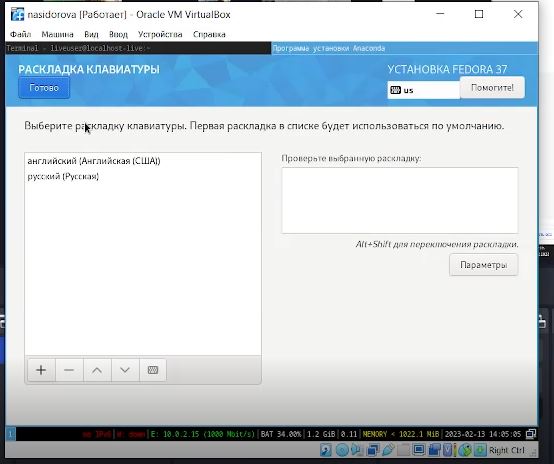 nasidorova [Работает] - Oracle VM VirtualBox
Файл Машина Вид Ввод Устройства Справка
Terminal - liveuser@localhost-live:~ Программа установки Anaconda
РАСКЛАДКА КЛАВИАТУРЫ УСТАНОВКА FEDORA 37
Готово us Помогите!
Выберите раскладку клавиатуры. Первая раскладка в списке будет использоваться по умолчанию.
английский (Английская (США)) Проверьте выбранную раскладку:
русский (Русская)
Alt+Shift для переключения раскладки.
Параметры
1 no IPv6|W: down|E: 10.0.2.15 (1000 Mbit/s)|BAT 34.00%|1.2 GiB|0.11|MEMORY < 1022.1 MiB|2023-02-13 14:05:05
Right Ctrl